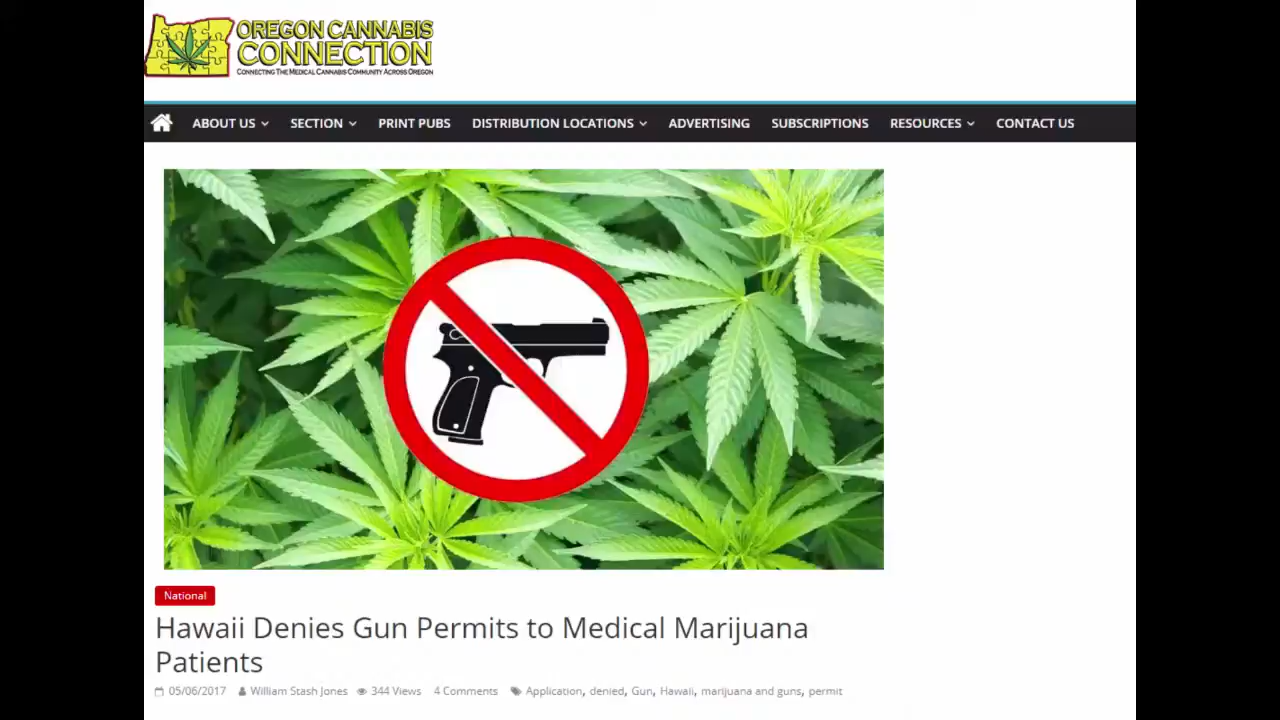 OREGON CANNABIS
CONNECTION
CONNECTING THE MEDICAL CANNABIS COMMUNITY ACROSS OREGON
ABOUT US SECTION PRINT PUBS DISTRIBUTION LOCATIONS ADVERTISING SUBSCRIPTIONS RESOURCES CONTACT US
National
Hawaii Denies Gun Permits to Medical Marijuana
Patients
05/06/2017 William Stash Jones 344 Views 4 Comments Application, denied, Gun, Hawaii, marijuana and guns, permit